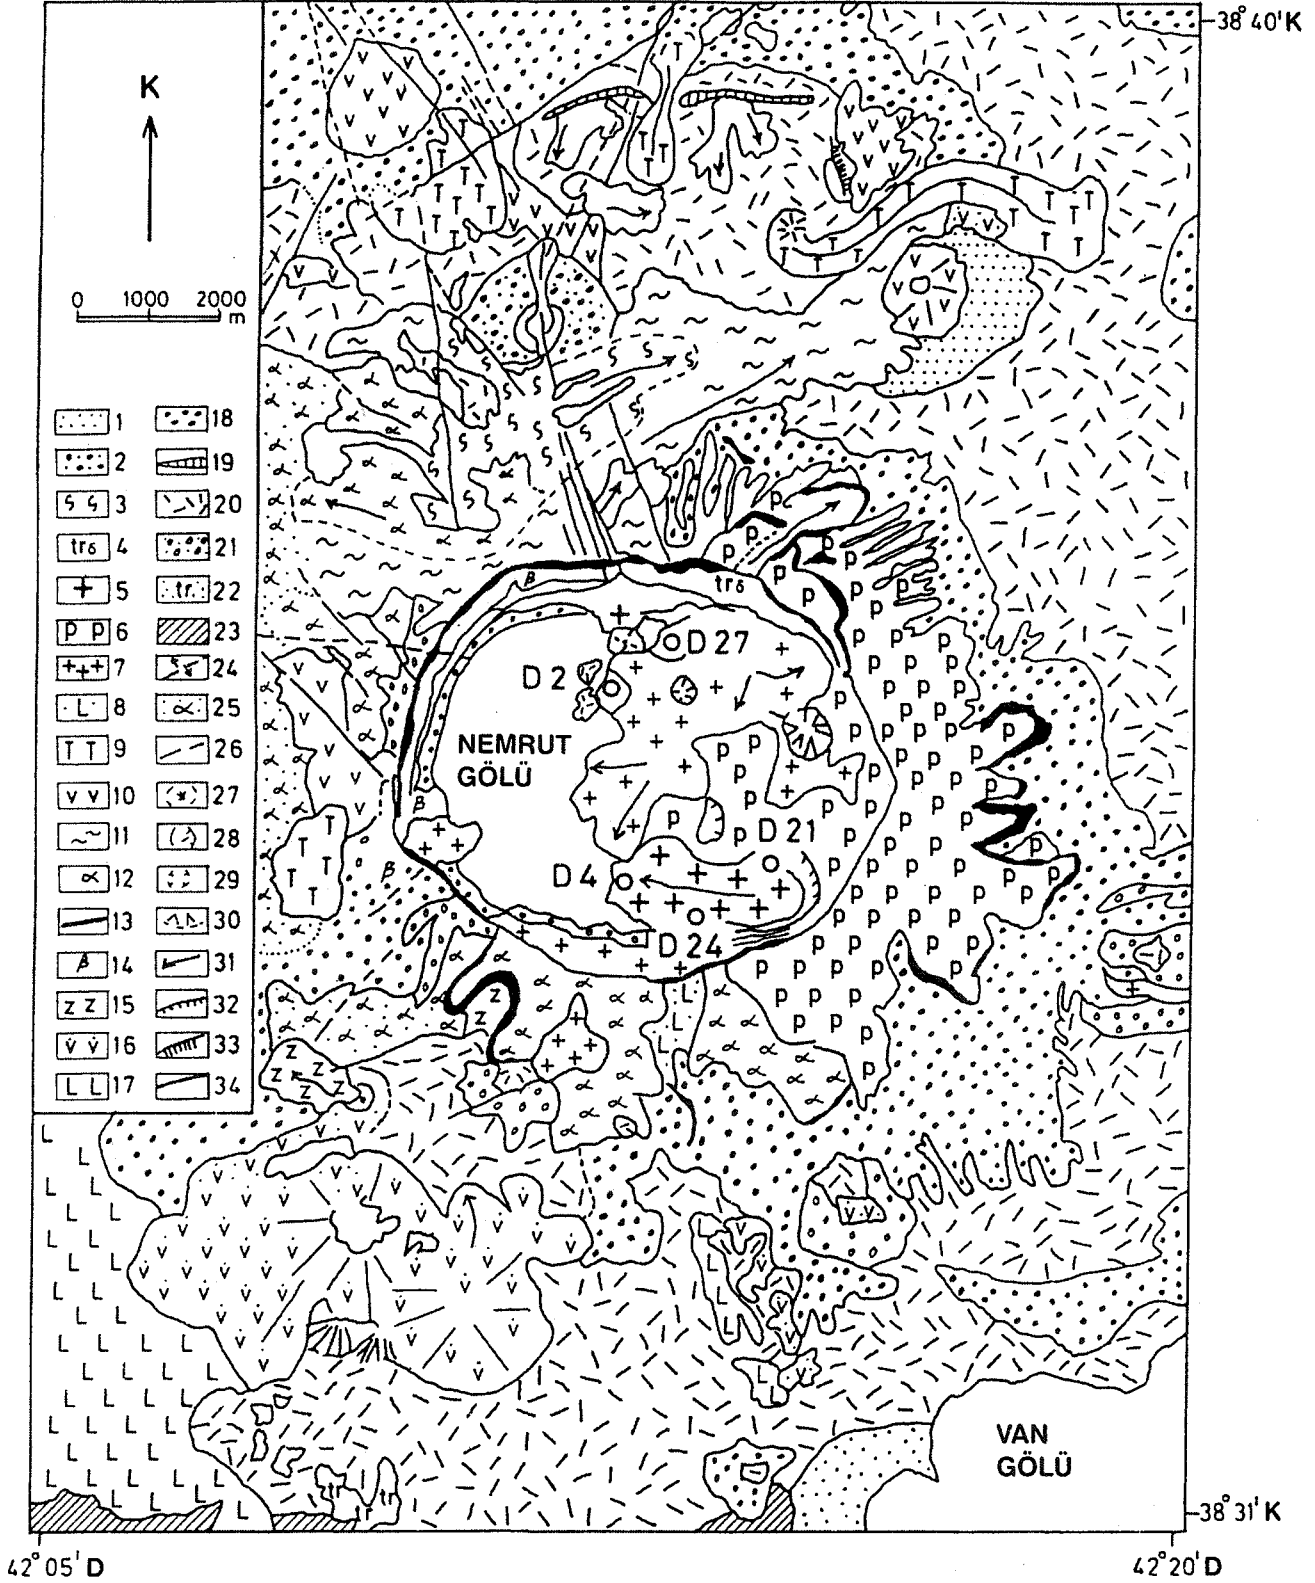 38°40'K
K
0 1000 2000
m
1 18
2 19
3 20
trδ 4 21
5 tr. 22
P P 6 23
7 24
L 8 α 25
T T 9 26
v v 10 27
11 28
α 12 29
13 30
β 14 31
z z 15 32
v̇ v̇ 16 33
L L 17 34
trδ
D 27
D 2
NEMRUT
GÖLÜ
D 21
D 4
D 24
VAN
GÖLÜ
38°31'K
42°05'D
42°20'D